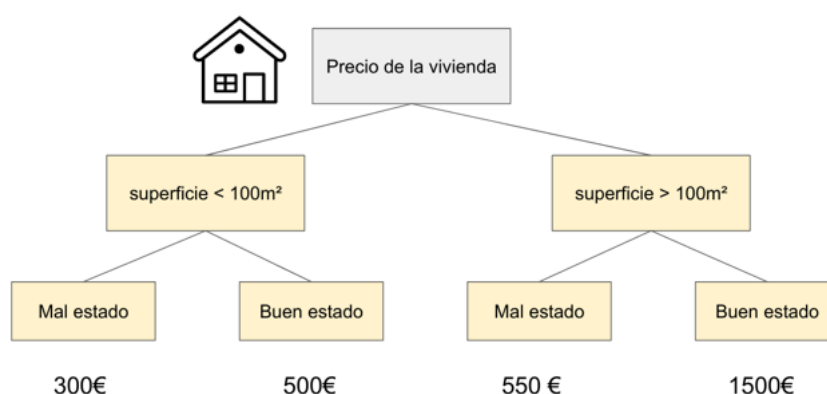 Precio de la vivienda
superficie < 100m²
superficie > 100m²
Mal estado
Buen estado
Mal estado
Buen estado
300€
500€
550 €
1500€